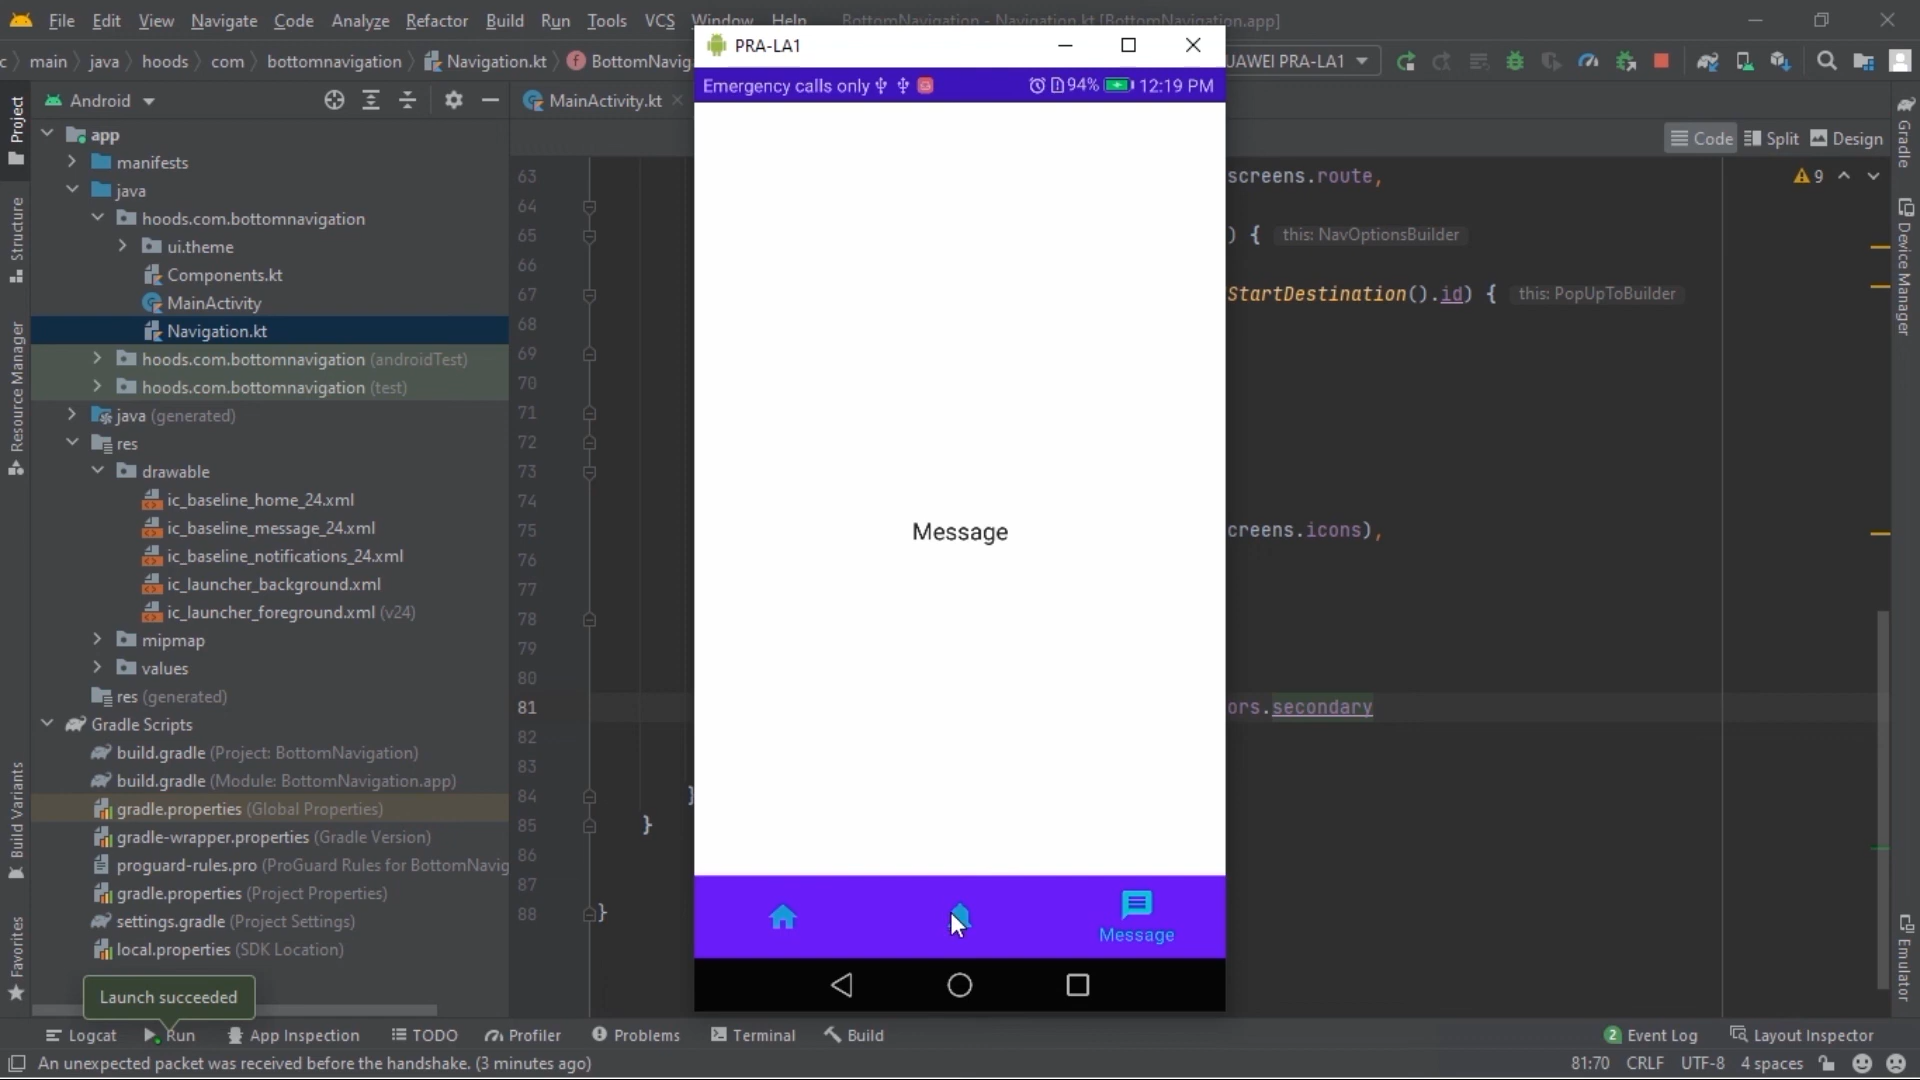 File Edit View Navigate Code Analyze Refactor Build Run Tools VCS Window Help BottomNavigation - Navigation.kt [BottomNavigation.app]
PRA-LA1
c main java hoods com bottomnavigation Navigation.kt BottomNavig
UAWEI PRA-LA1
Emergency calls only 94% 12:19 PM
Android
MainActivity.kt
Code Split Design
Project
Structure
Resource Manager
Build Variants
Favorites
app
manifests
java
hoods.com.bottomnavigation
ui.theme
Components.kt
MainActivity
Navigation.kt
hoods.com.bottomnavigation (androidTest)
hoods.com.bottomnavigation (test)
java (generated)
res
drawable
ic_baseline_home_24.xml
ic_baseline_message_24.xml
ic_baseline_notifications_24.xml
ic_launcher_background.xml
ic_launcher_foreground.xml (v24)
mipmap
values
res (generated)
Gradle Scripts
build.gradle (Project: BottomNavigation)
build.gradle (Module: BottomNavigation.app)
gradle.properties (Global Properties)
gradle-wrapper.properties (Gradle Version)
proguard-rules.pro (ProGuard Rules for BottomNavig
gradle.properties (Project Properties)
settings.gradle (Project Settings)
local.properties (SDK Location)
63 screens.route,
64
65 ) { this: NavOptionsBuilder
66
67 StartDestination().id) { this: PopUpToBuilder
68
69
70
71
72
73
74
75 creens.icons),
76
77
78
79
80
81 ors.secondary
82
83
84 }
85 }
86
87
88 }
9
Message
Message
Gradle
Device Manager
Emulator
Launch succeeded
Logcat Run App Inspection TODO Profiler Problems Terminal Build
2 Event Log Layout Inspector
An unexpected packet was received before the handshake. (3 minutes ago)
81:70 CRLF UTF-8 4 spaces